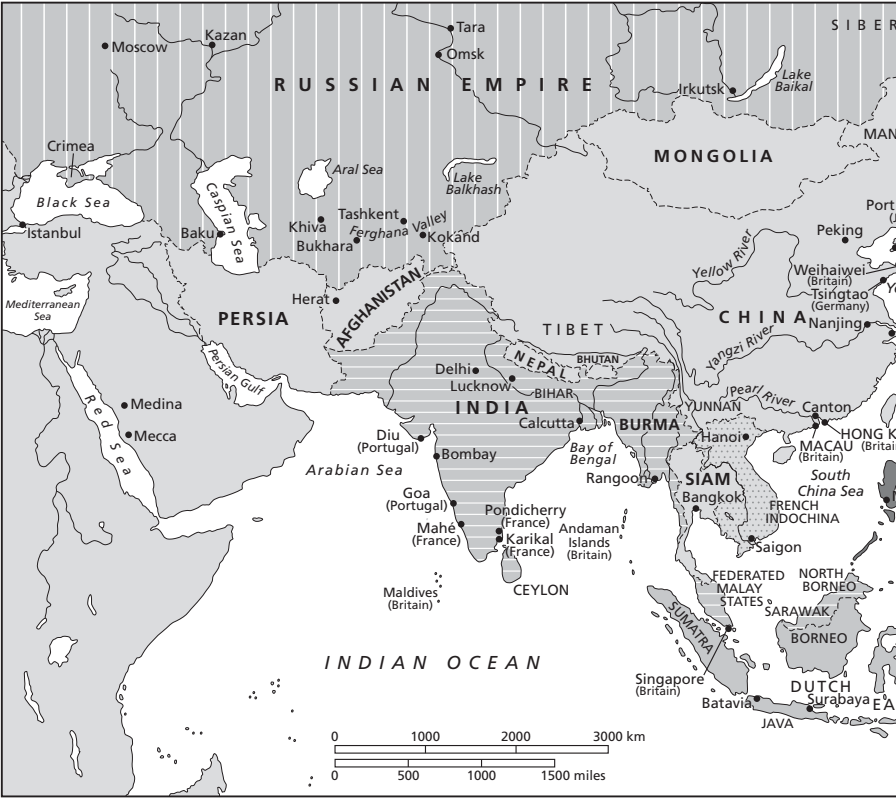 SIBER
Tara
Kazan
Moscow
Omsk
RUSSIAN EMPIRE
Irkutsk
Lake
Baikal
MAN
Crimea
MONGOLIA
Aral Sea
Lake
Balkhash
Black Sea
Caspian Sea
Port
(J
Tashkent
Khiva
Ferghana Valley
Istanbul
Baku
Bukhara
Kokand
Peking
Yellow River
Weihaiwei
(Britain)
Tsingtao
(Germany)
Ye
Mediterranean
Sea
Herat
AFGHANISTAN
PERSIA
TIBET
CHINA
Nanjing
Yangzi River
Persian Gulf
NEPAL
BHUTAN
Delhi
Lucknow
BIHAR
Pearl River
Red Sea
Medina
INDIA
YUNNAN
Canton
Calcutta
BURMA
Mecca
Diu
(Portugal)
Hanoi
HONG K
(Britai
MACAU
(Britain)
Bay of
Bengal
Bombay
Arabian Sea
Rangoon
SIAM
South
China Sea
Bangkok
Goa
(Portugal)
Pondicherry
(France)
FRENCH
INDOCHINA
Mahé
(France)
Karikal
(France)
Andaman
Islands
(Britain)
Saigon
CEYLON
Maldives
(Britain)
FEDERATED
MALAY
STATES
NORTH
BORNEO
SARAWAK
SUMATRA
BORNEO
INDIAN OCEAN
Singapore
(Britain)
DUTCH
EA
Batavia
Surabaya
JAVA
0 1000 2000 3000 km
0 500 1000 1500 miles